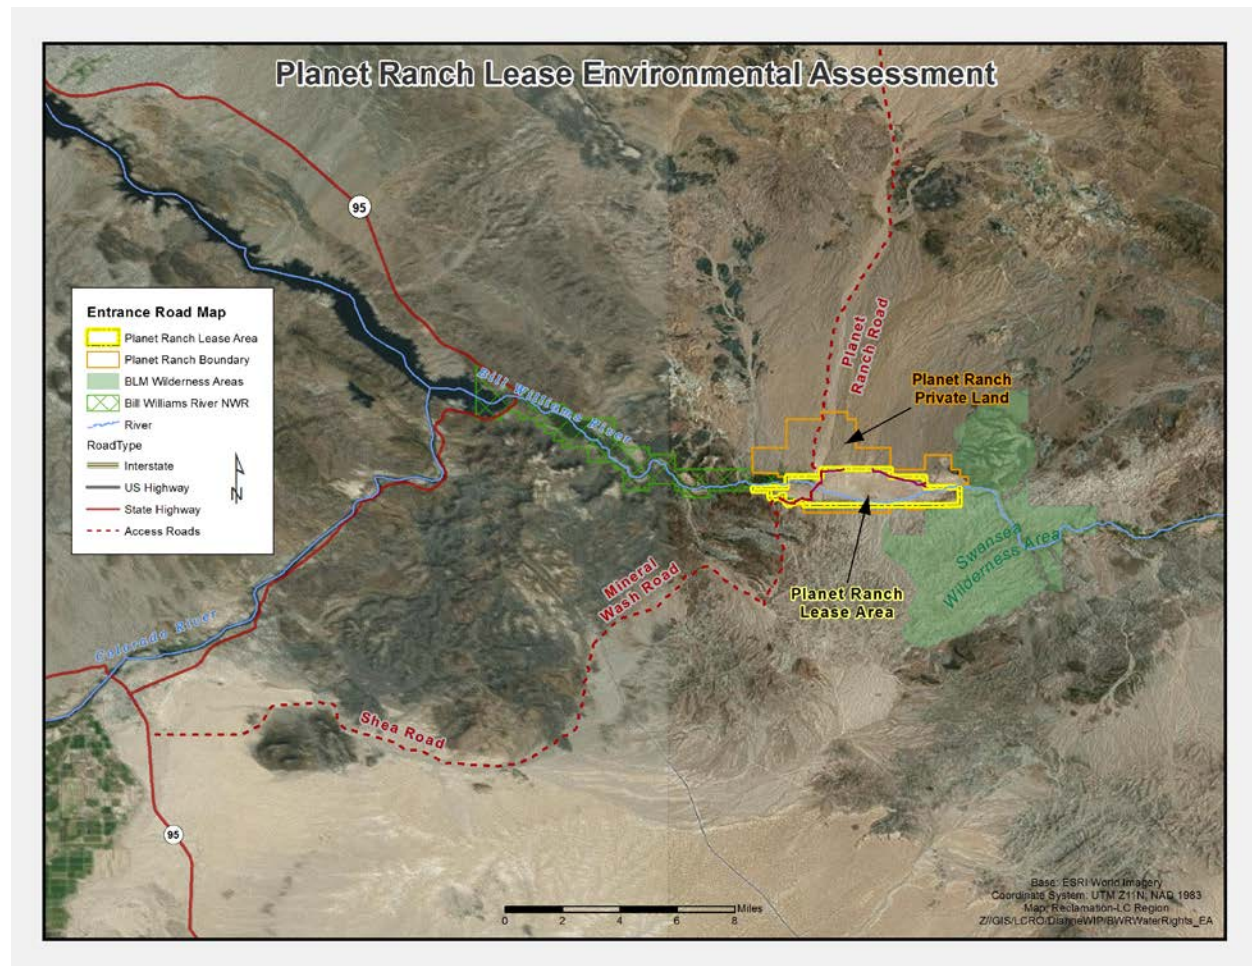 Planet Ranch Lease Environmental Assessment
95
Entrance Road Map
Planet Ranch Lease Area
Planet Ranch Boundary
BLM Wilderness Areas
Bill Williams River NWR
River
RoadType
Interstate
US Highway
State Highway
Access Roads
N
Bill Williams River
Planet
Ranch Road
Planet Ranch
Private Land
Swansea
Wilderness Area
Mineral
Wash Road
Planet Ranch
Lease Area
Colorado River
Shea Road
95
0 2 4 6 8 Miles
Base: ESRI World Imagery
Coordinate System: UTM Z11N, NAD 1983
Map: Reclamation-LC Region
Z//GIS/LCRO/DianneWIP/BWRWaterRights_EA